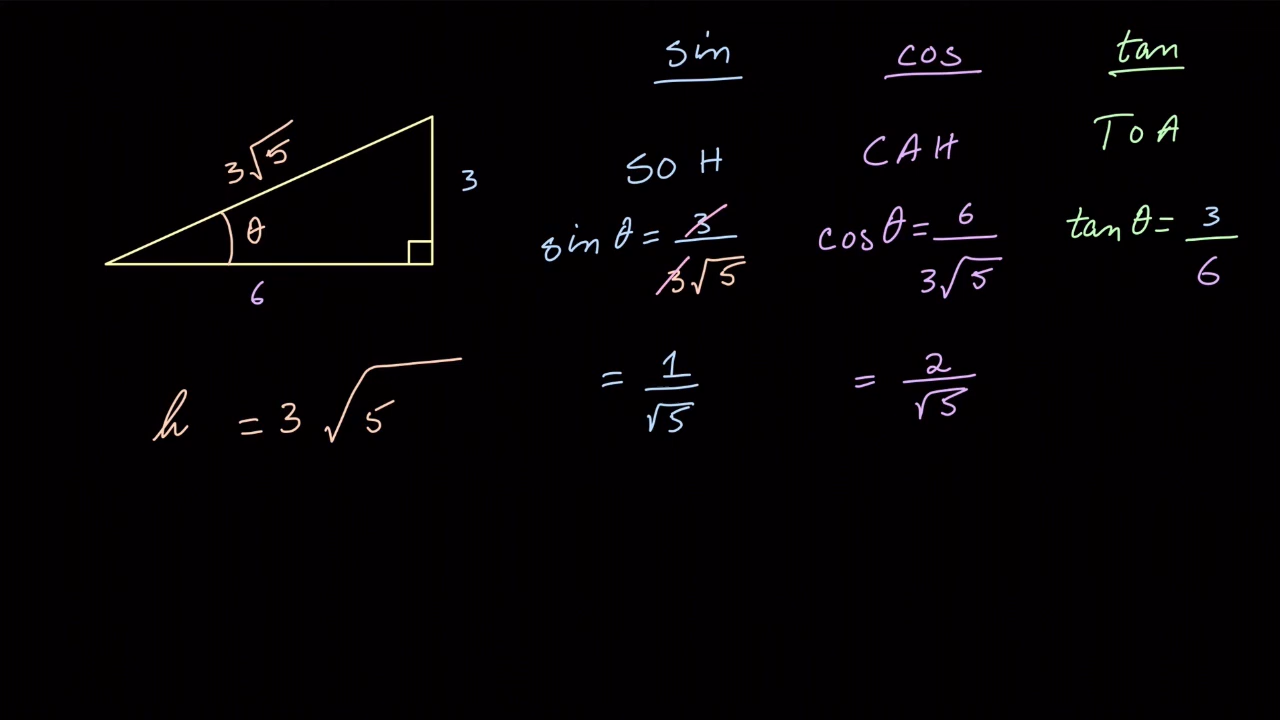 sin cos tan
SOH CAH TOA
3√5
3
θ
6
sin θ = 3/3√5
cos θ = 6/3√5
tan θ = 3/6
= 1/√5
= 2/√5
h = 3√5